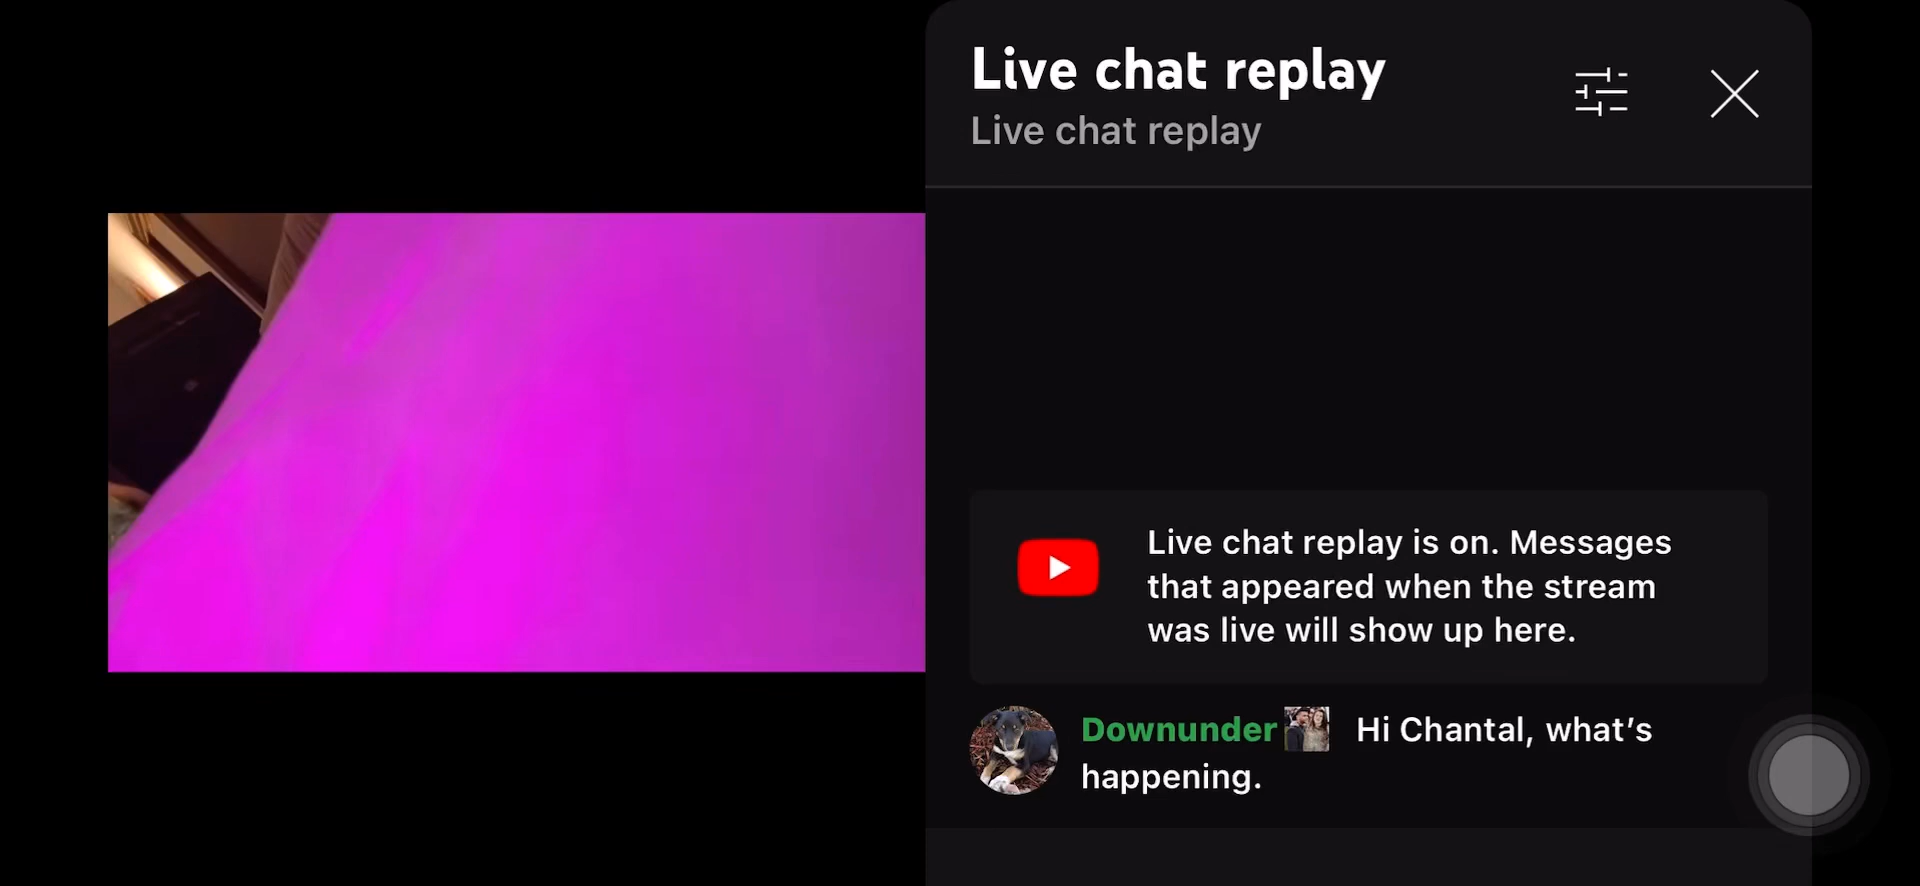 Live chat replay
Live chat replay
Live chat replay is on. Messages
that appeared when the stream
was live will show up here.
Downunder Hi Chantal, what’s
happening.